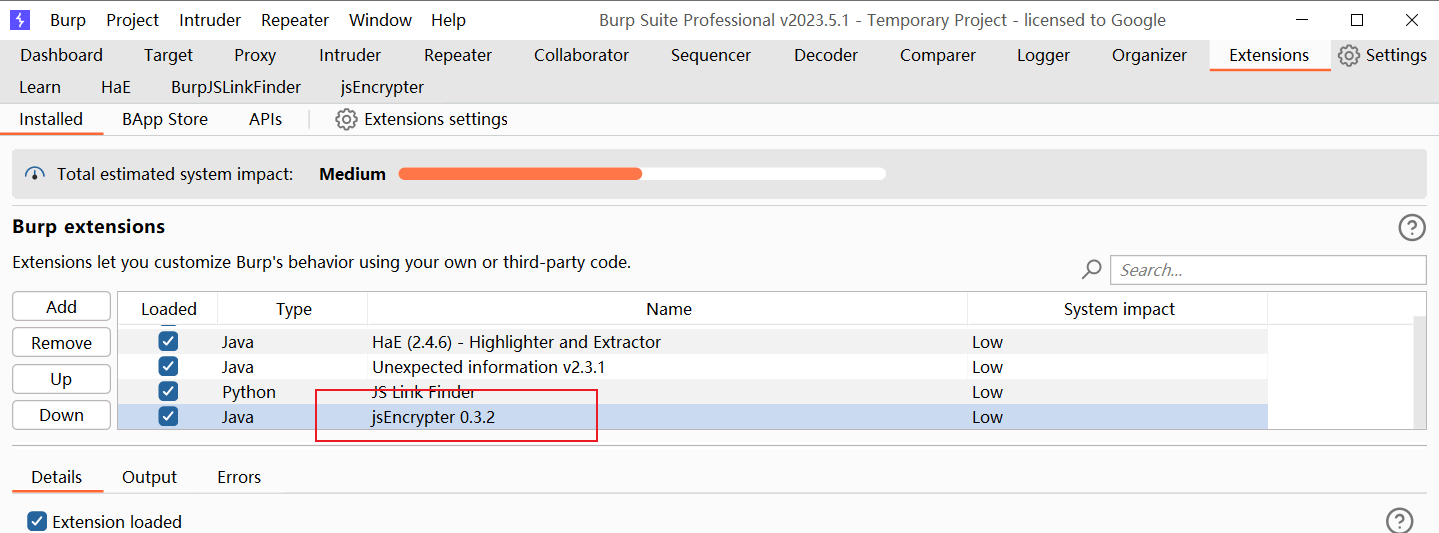 Burp Project Intruder Repeater Window Help Burp Suite Professional v2023.5.1 - Temporary Project - licensed to Google
Dashboard Target Proxy Intruder Repeater Collaborator Sequencer Decoder Comparer Logger Organizer Extensions Settings
Learn HaE BurpJSLinkFinder jsEncrypter
Installed BApp Store APIs Extensions settings
Total estimated system impact: Medium
Burp extensions
Extensions let you customize Burp's behavior using your own or third-party code.
Search...
Add Loaded Type Name System impact
Remove Java HaE (2.4.6) - Highlighter and Extractor Low
Java Unexpected information v2.3.1 Low
Up Python JS Link Finder Low
Down Java jsEncrypter 0.3.2 Low
Details Output Errors
Extension loaded